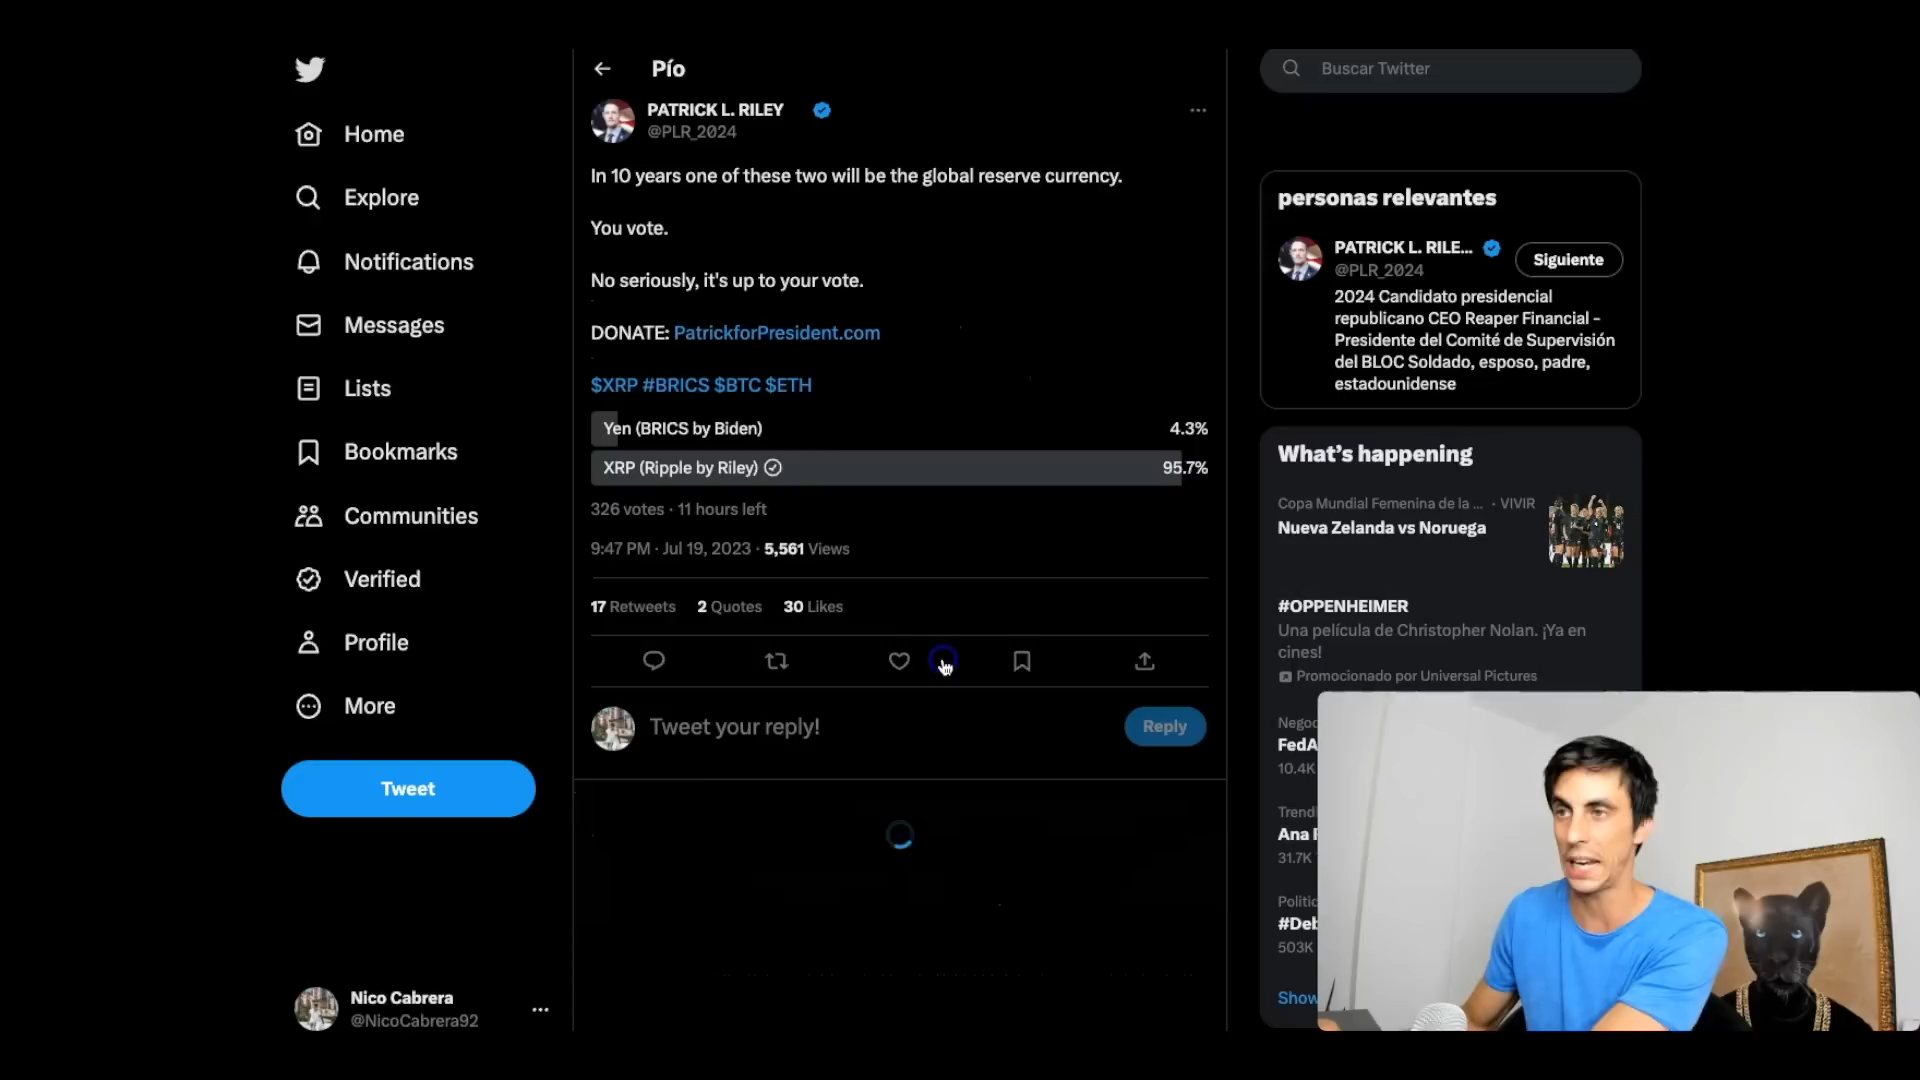 Home
Explore
Notifications
Messages
Lists
Bookmarks
Communities
Verified
Profile
More
Tweet
Nico Cabrera
@NicoCabrera92
Pío
PATRICK L. RILEY
@PLR_2024
In 10 years one of these two will be the global reserve currency.
You vote.
No seriously, it's up to your vote.
DONATE: PatrickforPresident.com
$XRP #BRICS $BTC $ETH
Yen (BRICS by Biden) 4.3%
XRP (Ripple by Riley) 95.7%
326 votes · 11 hours left
9:47 PM · Jul 19, 2023 · 5,561 Views
17 Retweets 2 Quotes 30 Likes
Tweet your reply!
Reply
Buscar Twitter
personas relevantes
PATRICK L. RILE...
@PLR_2024
Siguiente
2024 Candidato presidencial
republicano CEO Reaper Financial -
Presidente del Comité de Supervisión
del BLOC Soldado, esposo, padre,
estadounidense
What's happening
Copa Mundial Femenina de la ... · VIVIR
Nueva Zelanda vs Noruega
#OPPENHEIMER
Una película de Christopher Nolan. ¡Ya en
cines!
Promocionado por Universal Pictures
Negoc
FedA
10.4K
Trend
Ana
31.7K
Politic
#Deb
503K
Show